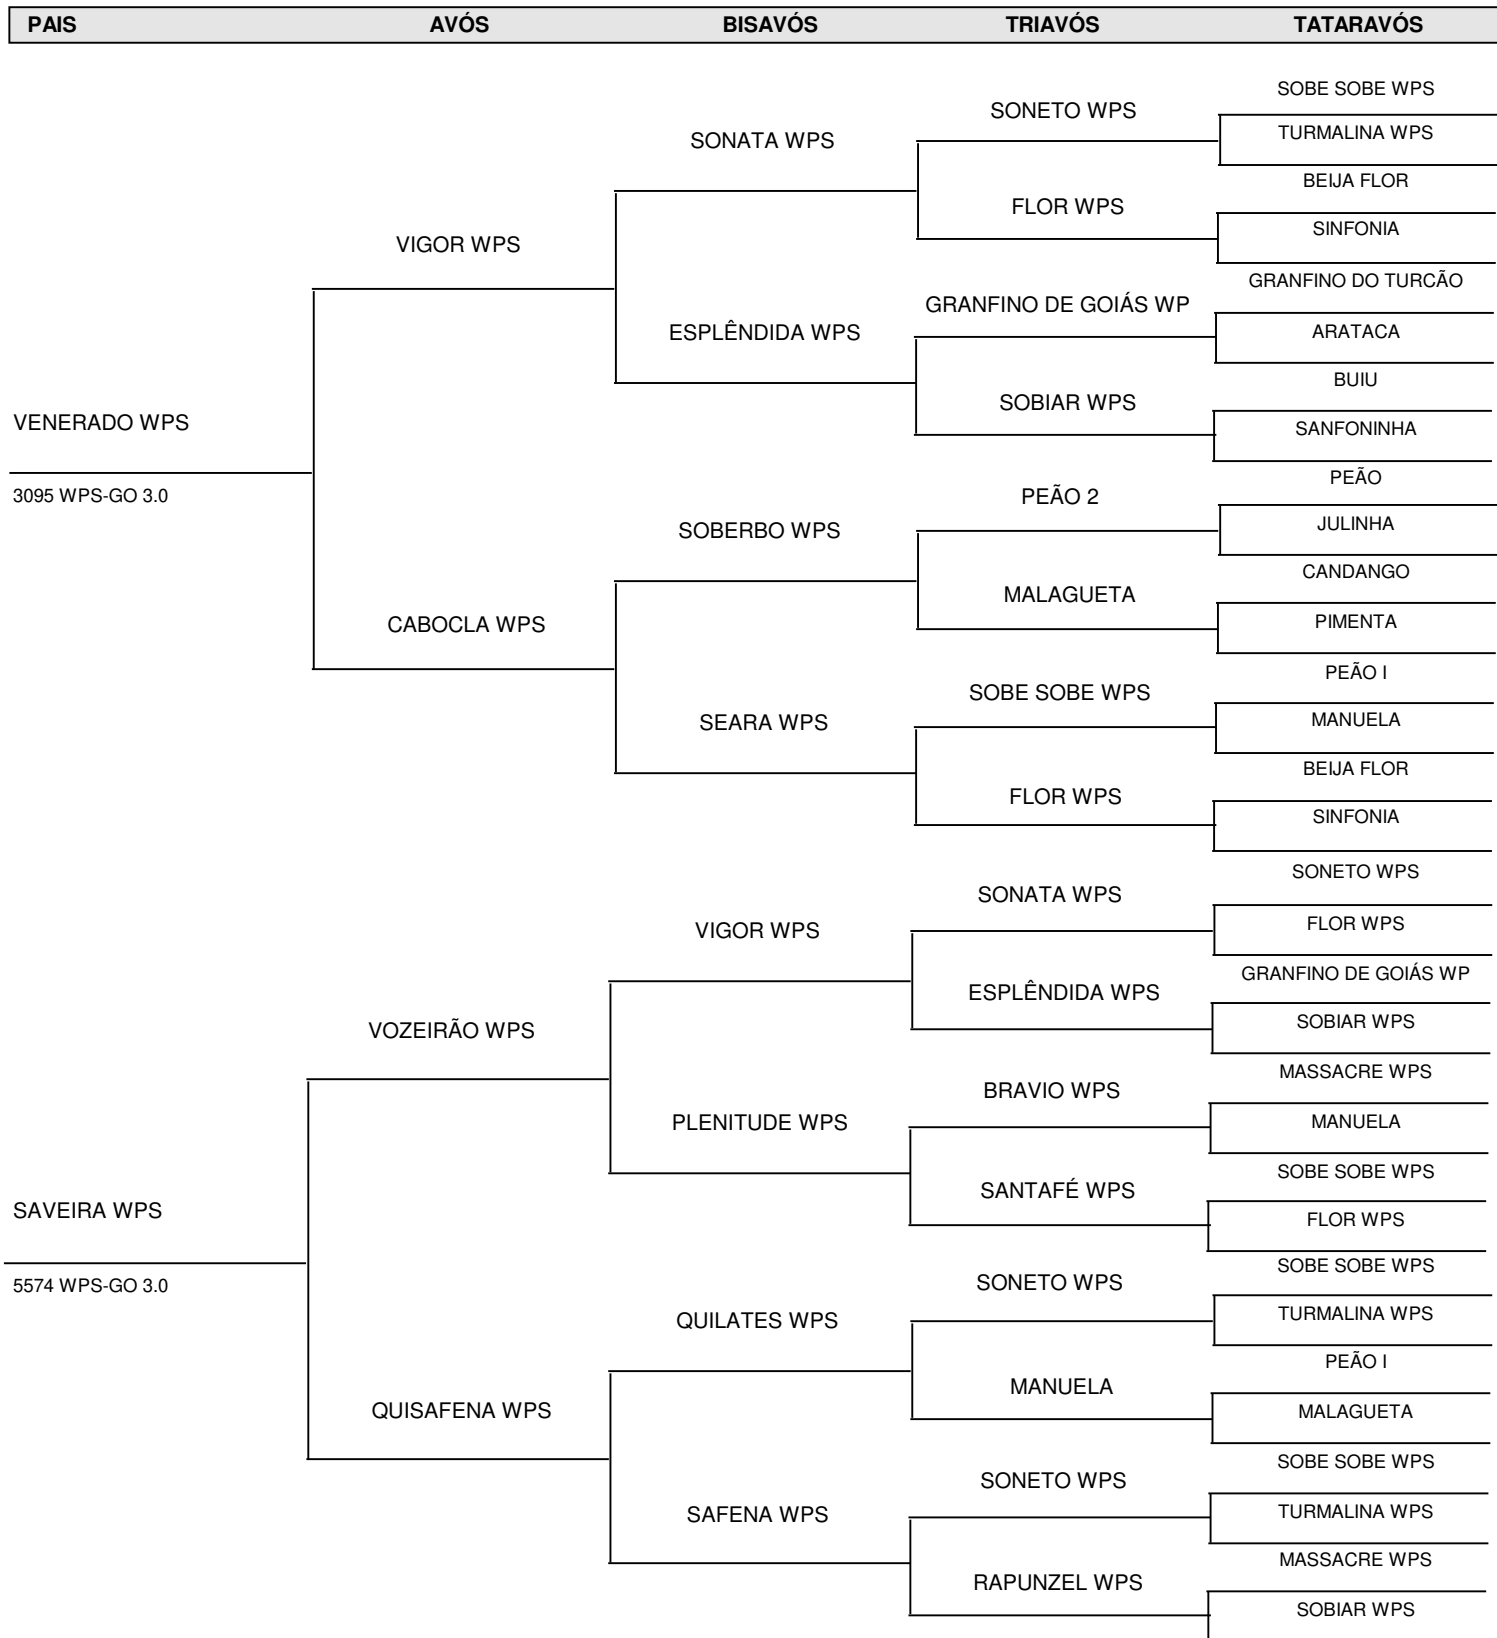 PAIS AVÓS BISAVÓS TRIAVÓS TATARAVÓS
SOBE SOBE WPS
SONETO WPS
TURMALINA WPS
SONATA WPS
BEIJA FLOR
FLOR WPS
SINFONIA
VIGOR WPS
GRANFINO DO TURCÃO
GRANFINO DE GOIÁS WP
ARATACA
ESPLÊNDIDA WPS
BUIU
SOBIAR WPS
SANFONINHA
VENERADO WPS
3095 WPS-GO 3.0
PEÃO
PEÃO 2
JULINHA
SOBERBO WPS
CANDANGO
MALAGUETA
PIMENTA
CABOCLA WPS
PEÃO I
SOBE SOBE WPS
MANUELA
SEARA WPS
BEIJA FLOR
FLOR WPS
SINFONIA
SONETO WPS
SONATA WPS
FLOR WPS
VIGOR WPS
GRANFINO DE GOIÁS WP
ESPLÊNDIDA WPS
SOBIAR WPS
VOZEIRÃO WPS
MASSACRE WPS
BRAVIO WPS
MANUELA
PLENITUDE WPS
SOBE SOBE WPS
SANTAFÉ WPS
FLOR WPS
SAVEIRA WPS
5574 WPS-GO 3.0
SOBE SOBE WPS
SONETO WPS
TURMALINA WPS
QUILATES WPS
PEÃO I
MANUELA
MALAGUETA
QUISAFENA WPS
SOBE SOBE WPS
SONETO WPS
TURMALINA WPS
SAFENA WPS
MASSACRE WPS
RAPUNZEL WPS
SOBIAR WPS